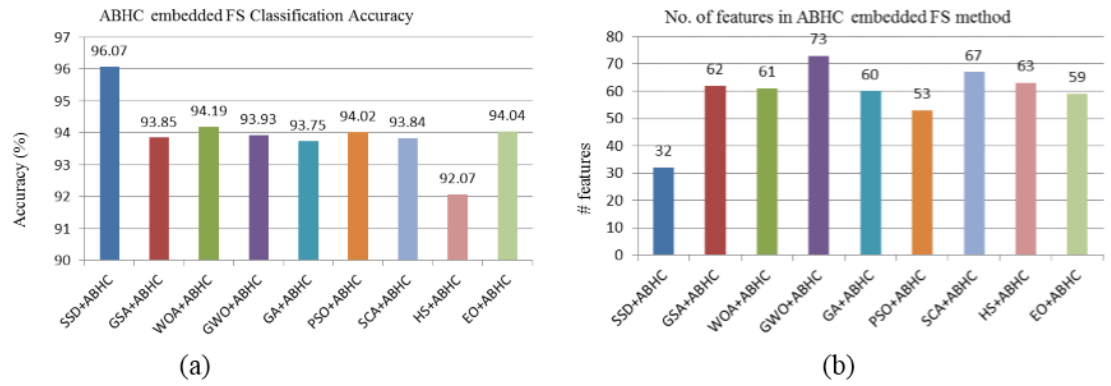 ABHC embedded FS Classification Accuracy
Accuracy (%)
97
96
95
94
93
92
91
90
96.07
93.85
94.19
93.93
93.75
94.02
93.84
92.07
94.04
SSD+ABHC
GSA+ABHC
WOA+ABHC
GWO+ABHC
GA+ABHC
PSO+ABHC
SCA+ABHC
HS+ABHC
EO+ABHC
(a)
No. of features in ABHC embedded FS method
# features
80
70
60
50
40
30
20
10
0
32
62
61
73
60
53
67
63
59
SSD+ABHC
GSA+ABHC
WOA+ABHC
GWO+ABHC
GA+ABHC
PSO+ABHC
SCA+ABHC
HS+ABHC
EO+ABHC
(b)